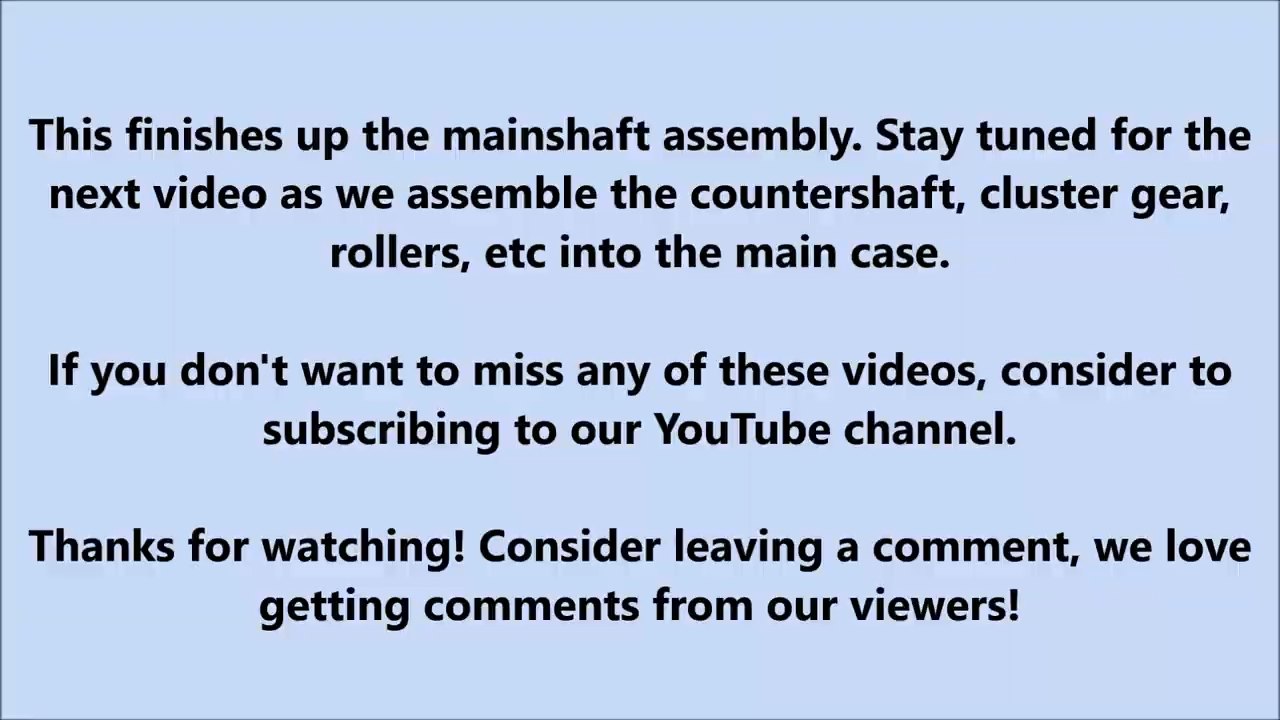 This finishes up the mainshaft assembly. Stay tuned for the
next video as we assemble the countershaft, cluster gear,
rollers, etc into the main case.
If you don't want to miss any of these videos, consider to
subscribing to our YouTube channel.
Thanks for watching! Consider leaving a comment, we love
getting comments from our viewers!